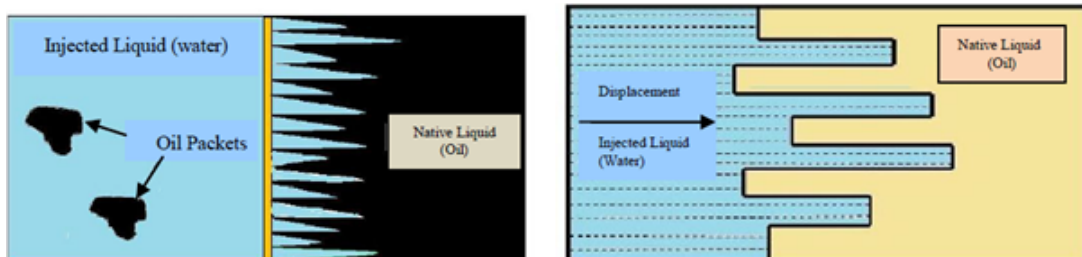 Injected Liquid (water)
Oil Packets
Native Liquid
(Oil)
Displacement
Injected Liquid
(Water)
Native Liquid
(Oil)